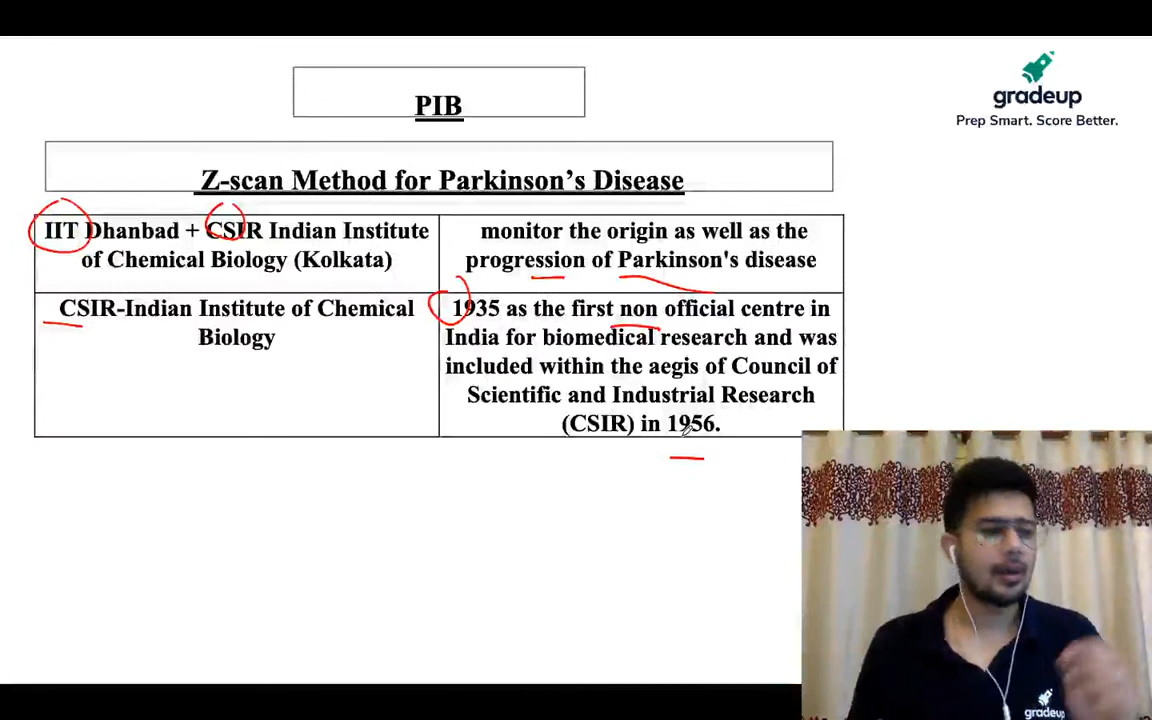 PIB
gradeup
Prep Smart. Score Better.
Z-scan Method for Parkinson's Disease
IIT Dhanbad + CSIR Indian Institute
of Chemical Biology (Kolkata)
monitor the origin as well as the
progression of Parkinson's disease
CSIR-Indian Institute of Chemical
Biology
1935 as the first non official centre in
India for biomedical research and was
included within the aegis of Council of
Scientific and Industrial Research
(CSIR) in 1956.
gradeup